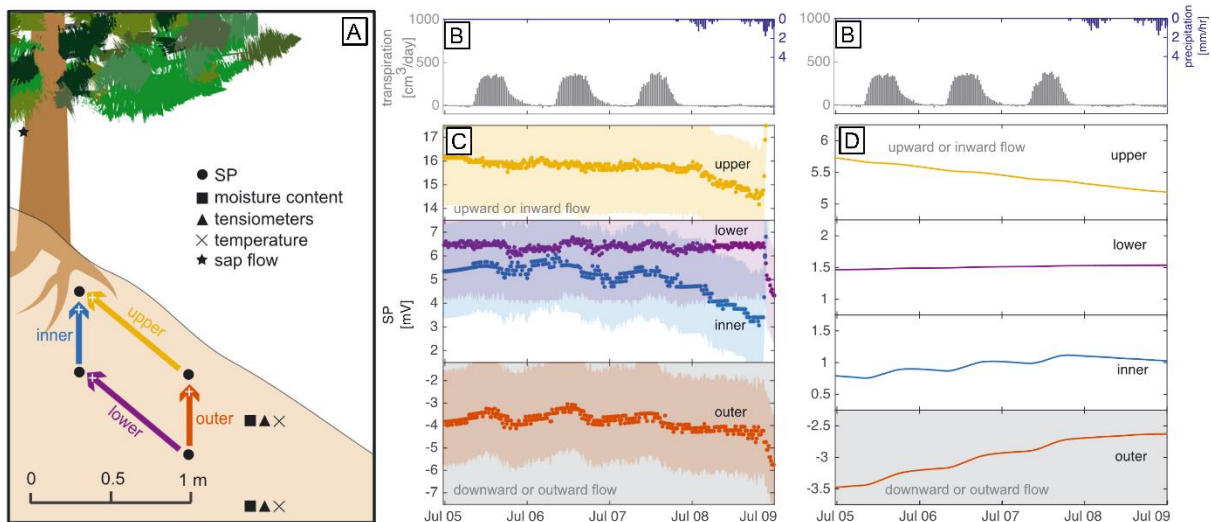 A
SP
moisture content
tensiometers
temperature
sap flow
inner
upper
lower
outer
0 0.5 1 m
B
transpiration
[cm³/day]
1000
500
0
0
2
4
precipitation
[mm/hr]
B
1000
500
0
0
2
4
precipitation
[mm/hr]
C
SP
[mV]
17
16
15
14
upper
upward or inward flow
7
6
5
4
3
2
lower
inner
-2
-3
-4
-5
-6
-7
outer
downward or outward flow
Jul 05 Jul 06 Jul 07 Jul 08 Jul 09
D
6
5.5
5
upward or inward flow
upper
2
1.5
1
lower
1.5
1
0.5
inner
-2.5
-3
-3.5
outer
downward or outward flow
Jul 05 Jul 06 Jul 07 Jul 08 Jul 09